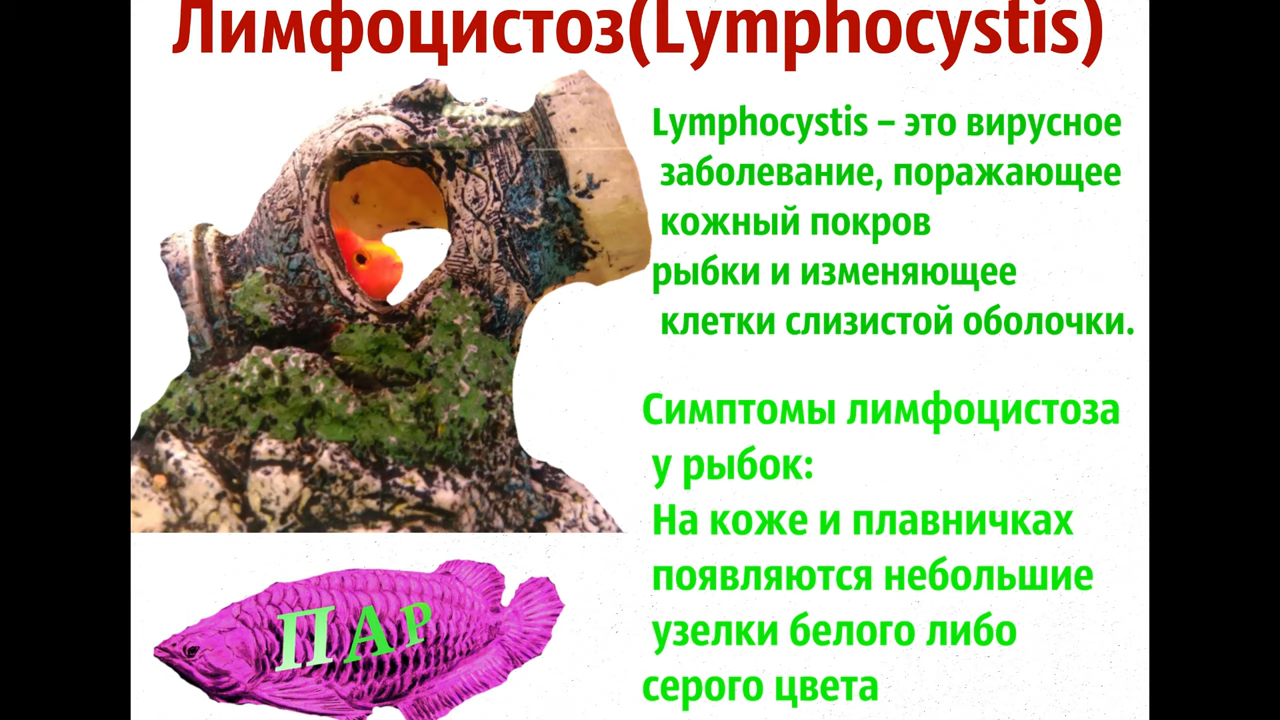 Лимфоцистоз(Lymphocystis)
Lymphocystis – это вирусное
заболевание, поражающее
кожный покров
рыбки и изменяющее
клетки слизистой оболочки.
Симптомы лимфоцистоза
у рыбок:
На коже и плавничках
появляются небольшие
узелки белого либо
серого цвета
ПАР